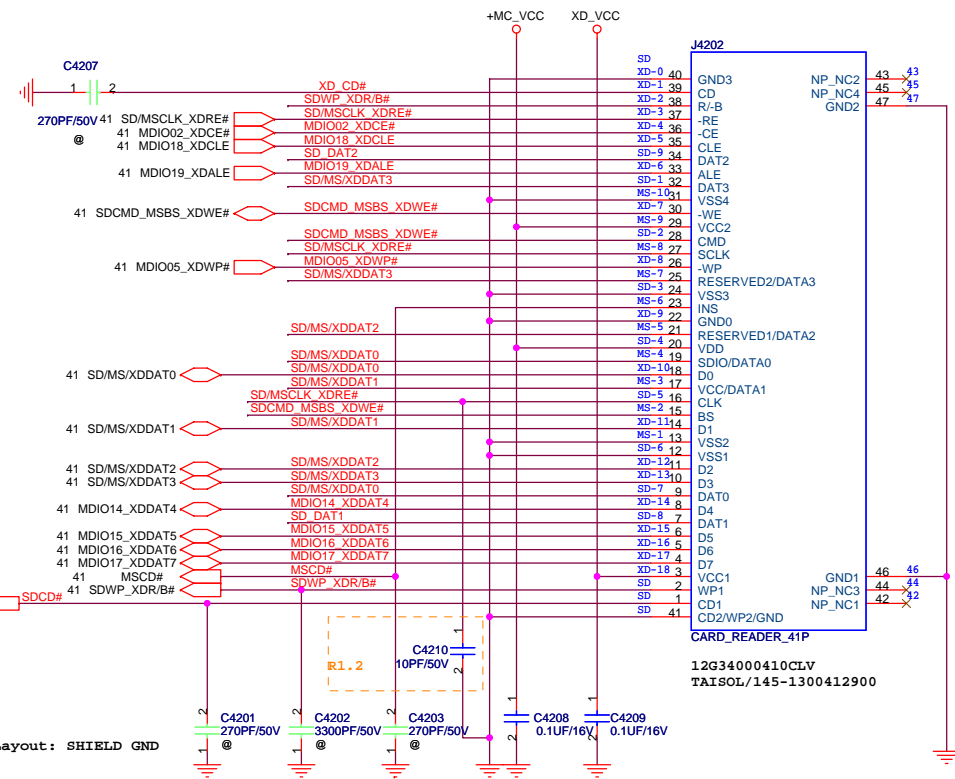 +MC_VCC XD_VCC
J4202
C4207
1 2
270PF/50V
@
SD
XD-0 40 GND3
XD_CD# XD-1 39 CD
SDWP_XDR/B# XD-2 38 R/-B
41 SD/MSCLK_XDRE# SD/MSCLK_XDRE# XD-3 37 -RE
41 MDIO02_XDCE# MDIO02_XDCE# XD-4 36 -CE
41 MDIO18_XDCLE MDIO18_XDCLE XD-5 35 CLE
SD_DAT2 SD-9 34 DAT2
41 MDIO19_XDALE MDIO19_XDALE XD-6 33 ALE
SD/MS/XDDAT3 SD-1 32 DAT3
MS-10 31 VSS4
41 SDCMD_MSBS_XDWE# SDCMD_MSBS_XDWE# XD-7 30 -WE
MS-9 29 VCC2
SDCMD_MSBS_XDWE# SD-2 28 CMD
SD/MSCLK_XDRE# MS-8 27 SCLK
41 MDIO05_XDWP# MDIO05_XDWP# XD-8 26 -WP
SD/MS/XDDAT3 MS-7 25 RESERVED2/DATA3
SD-3 24 VSS3
MS-6 23 INS
XD-9 22 GND0
SD/MS/XDDAT2 MS-5 21 RESERVED1/DATA2
SD-4 20 VDD
SD/MS/XDDAT0 MS-4 19 SDIO/DATA0
41 SD/MS/XDDAT0 SD/MS/XDDAT0 XD-10 18 D0
SD/MS/XDDAT1 MS-3 17 VCC/DATA1
SD/MSCLK_XDRE# SD-5 16 CLK
SDCMD_MSBS_XDWE# MS-2 15 BS
41 SD/MS/XDDAT1 SD/MS/XDDAT1 XD-11 14 D1
MS-1 13 VSS2
SD-6 12 VSS1
41 SD/MS/XDDAT2 SD/MS/XDDAT2 XD-12 11 D2
41 SD/MS/XDDAT3 SD/MS/XDDAT3 XD-13 10 D3
SD/MS/XDDAT0 SD-7 9 DAT0
41 MDIO14_XDDAT4 MDIO14_XDDAT4 XD-14 8 D4
SD_DAT1 SD-8 7 DAT1
41 MDIO15_XDDAT5 MDIO15_XDDAT5 XD-15 6 D5
41 MDIO16_XDDAT6 MDIO16_XDDAT6 XD-16 5 D6
41 MDIO17_XDDAT7 MDIO17_XDDAT7 XD-17 4 D7
41 MSCD# MSCD# XD-18 3 VCC1
41 SDWP_XDR/B# SDWP_XDR/B# SD 2 WP1
SDCD# SD 1 CD1
SD 41 CD2/WP2/GND
NP_NC2 43 43
NP_NC4 45 45
GND2 47 47
GND1 46 46
NP_NC3 44 44
NP_NC1 42 42
CARD_READER_41P
12G34000410CLV
TAISOL/145-1300412900
R1.2
1
C4210
10PF/50V
2
2 C4201 270PF/50V 1 @
2 C4202 3300PF/50V 1 @
2 C4203 270PF/50V 1 @
1 C4208 0.1UF/16V 2
1 C4209 0.1UF/16V 2
ayout: SHIELD GND